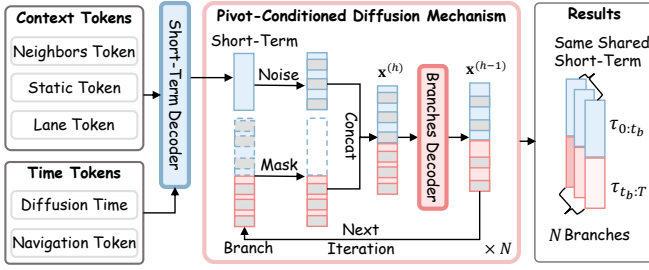 Context Tokens
Neighbors Token
Static Token
Lane Token
Time Tokens
Diffusion Time
Navigation Token
Short-Term Decoder
Pivot-Conditioned Diffusion Mechanism
Short-Term
Noise
Mask
Concat
x^(h)
Branches Decoder
x^(h−1)
Branch
Next
Iteration
× N
Results
Same Shared
Short-Term
τ_{0:t_b}
τ_{t_b:T}
N Branches